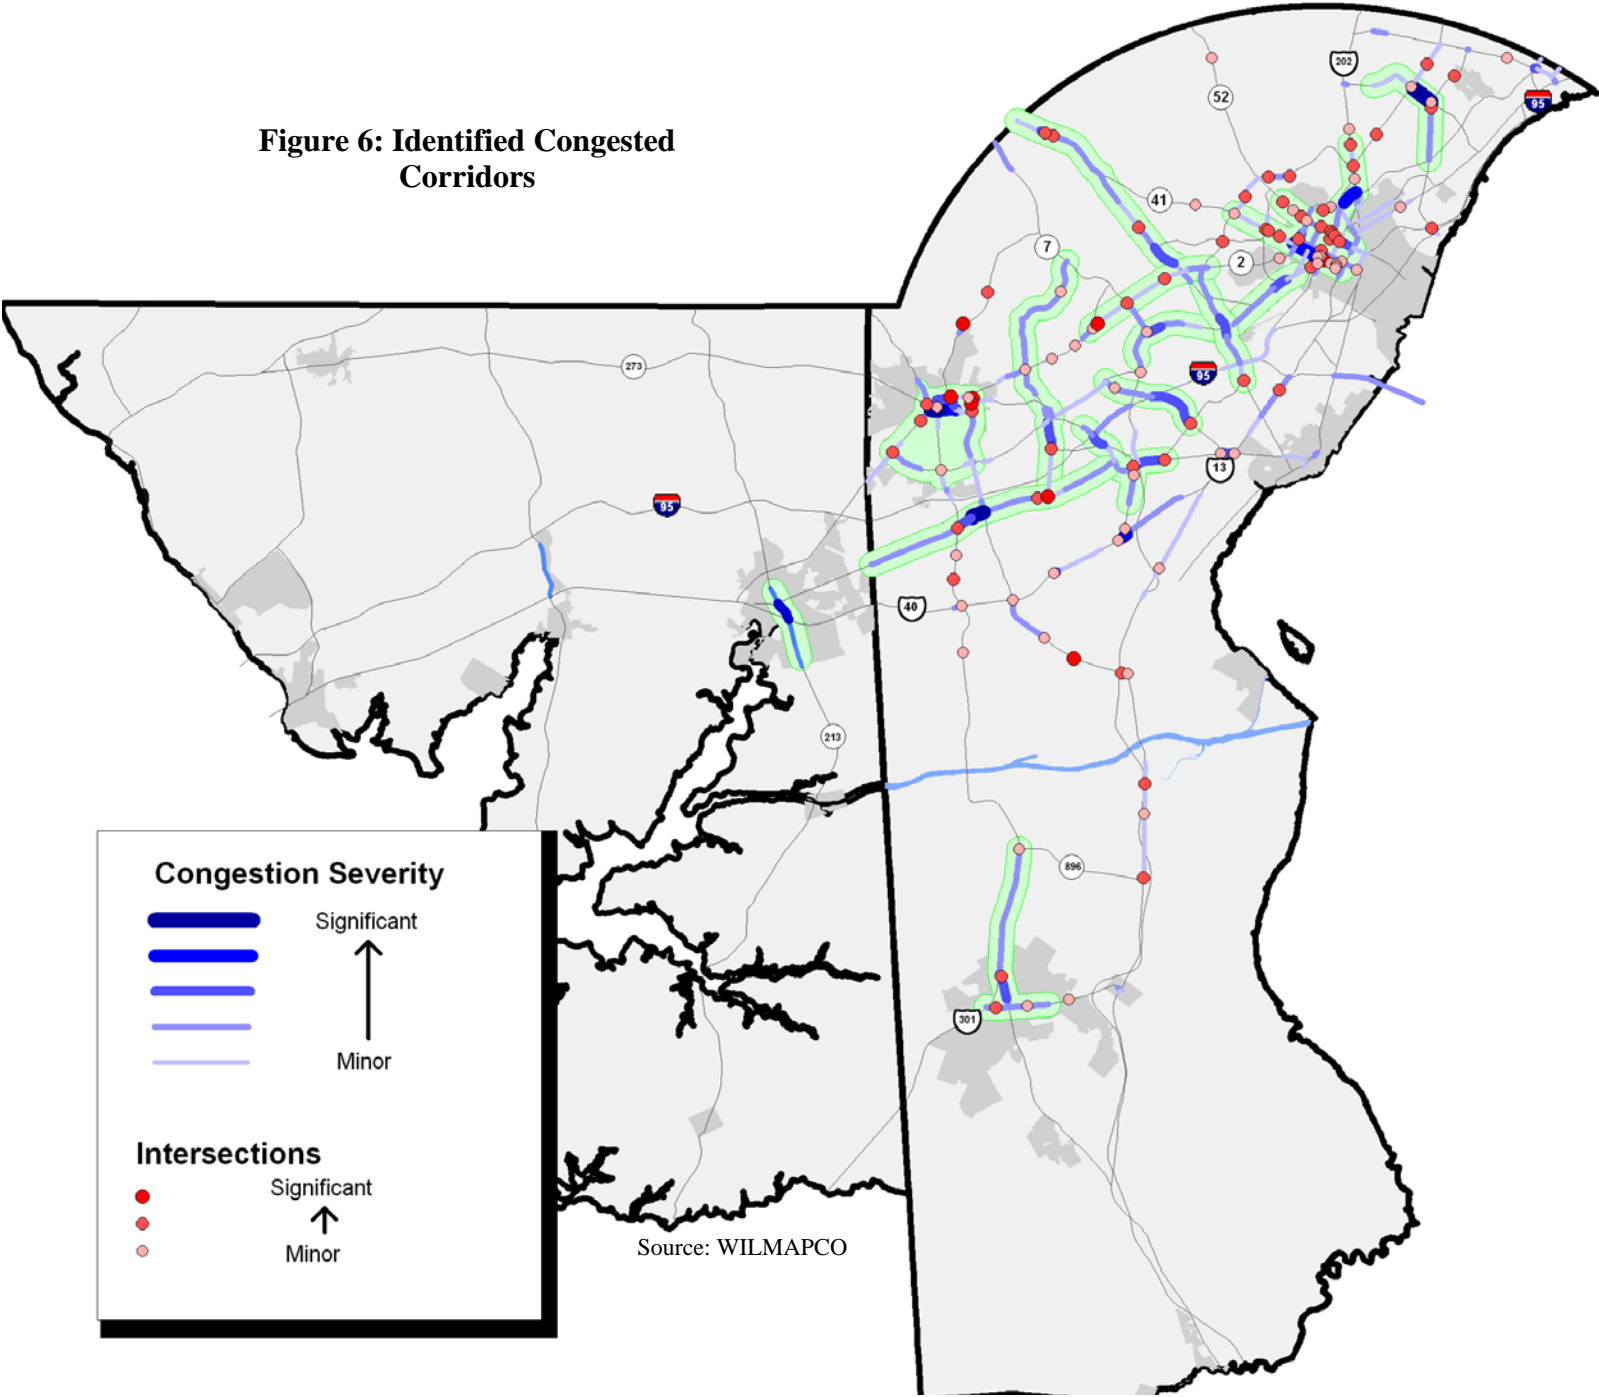 Figure 6: Identified Congested
Corridors
202
52
95
41
7
2
273
95
13
95
40
213
896
301
Congestion Severity
Significant
Minor
Intersections
Significant
Minor
Source: WILMAPCO